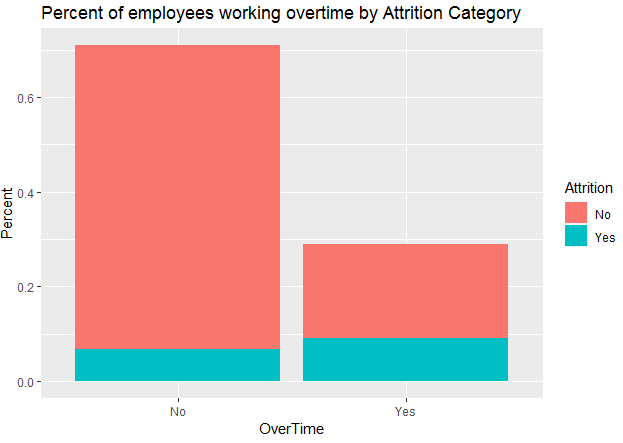 Percent of employees working overtime by Attrition Category
Percent
0.6
0.4
0.2
0.0
No
Yes
OverTime
Attrition
No
Yes